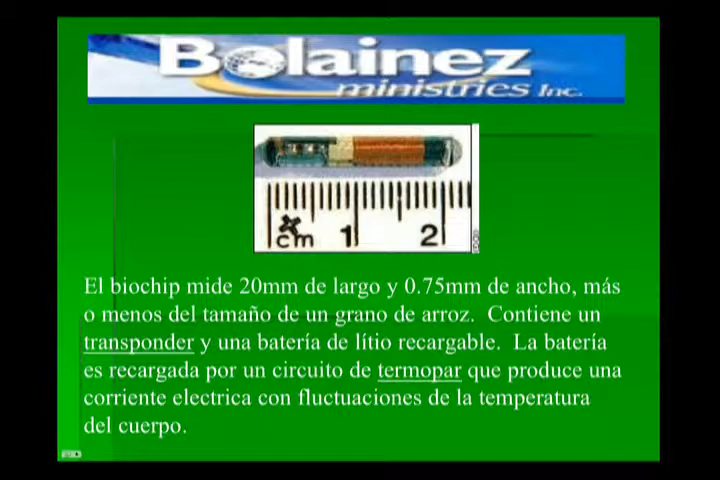 Bolainez
ministries Inc.
cm 1 2
El biochip mide 20mm de largo y 0.75mm de ancho, más
o menos del tamaño de un grano de arroz. Contiene un
transponder y una batería de lítio recargable. La batería
es recargada por un circuito de termopar que produce una
corriente electrica con fluctuaciones de la temperatura
del cuerpo.